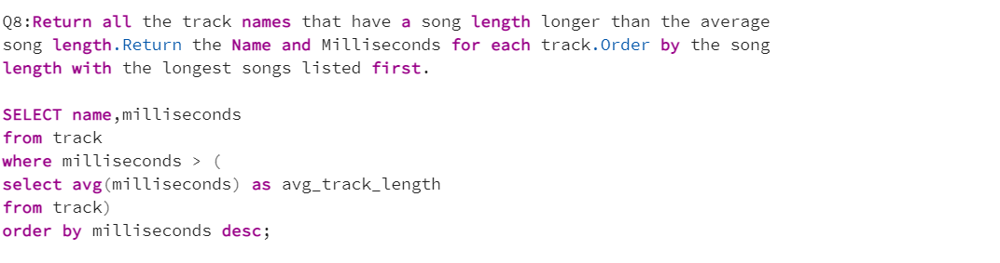 Q8:Return all the track names that have a song length longer than the average
song length.Return the Name and Milliseconds for each track.Order by the song
length with the longest songs listed first.
SELECT name,milliseconds
from track
where milliseconds > (
select avg(milliseconds) as avg_track_length
from track)
order by milliseconds desc;